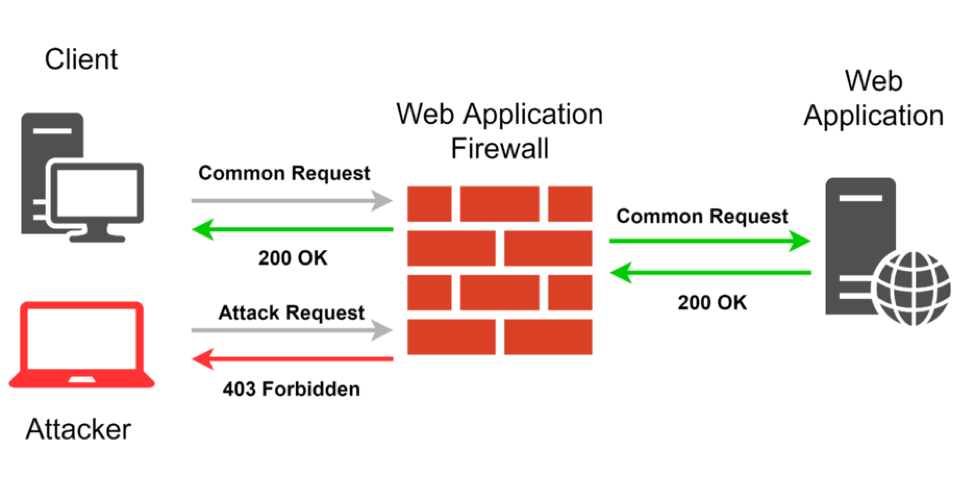 Client
Web Application
Firewall
Web
Application
Common Request
200 OK
Common Request
200 OK
Attack Request
403 Forbidden
Attacker